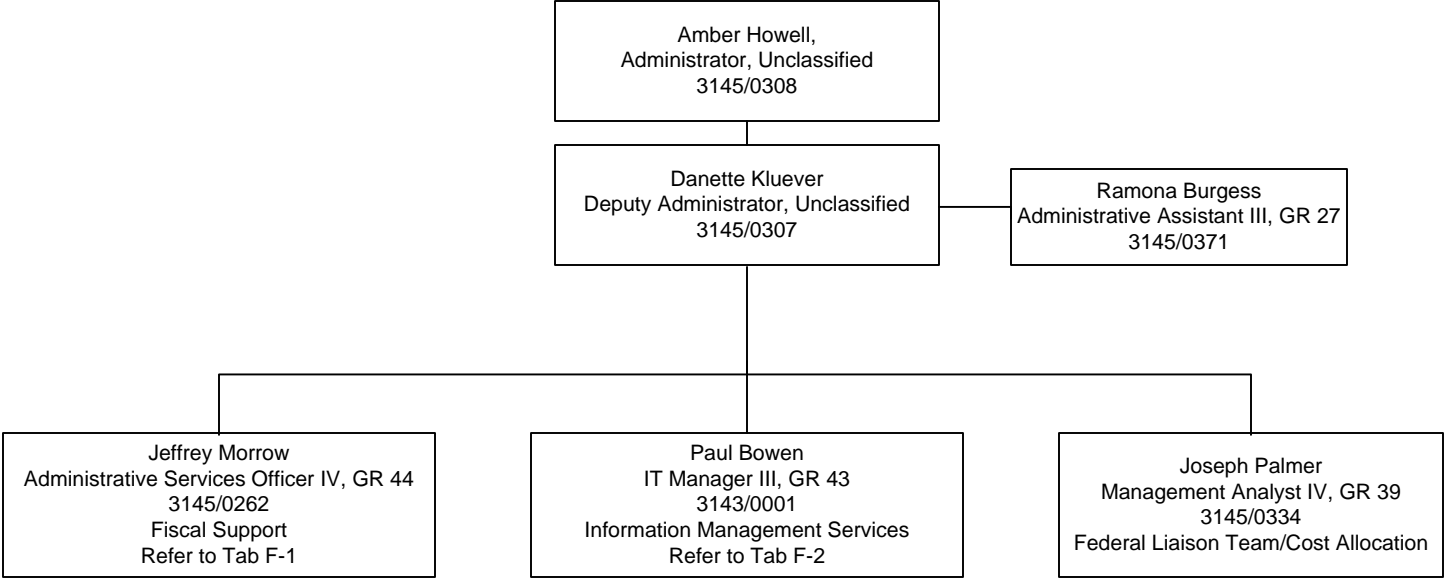 Amber Howell,
Administrator, Unclassified
3145/0308
Danette Kluever
Deputy Administrator, Unclassified
3145/0307
Ramona Burgess
Administrative Assistant III, GR 27
3145/0371
Jeffrey Morrow
Administrative Services Officer IV, GR 44
3145/0262
Fiscal Support
Refer to Tab F-1
Paul Bowen
IT Manager III, GR 43
3143/0001
Information Management Services
Refer to Tab F-2
Joseph Palmer
Management Analyst IV, GR 39
3145/0334
Federal Liaison Team/Cost Allocation